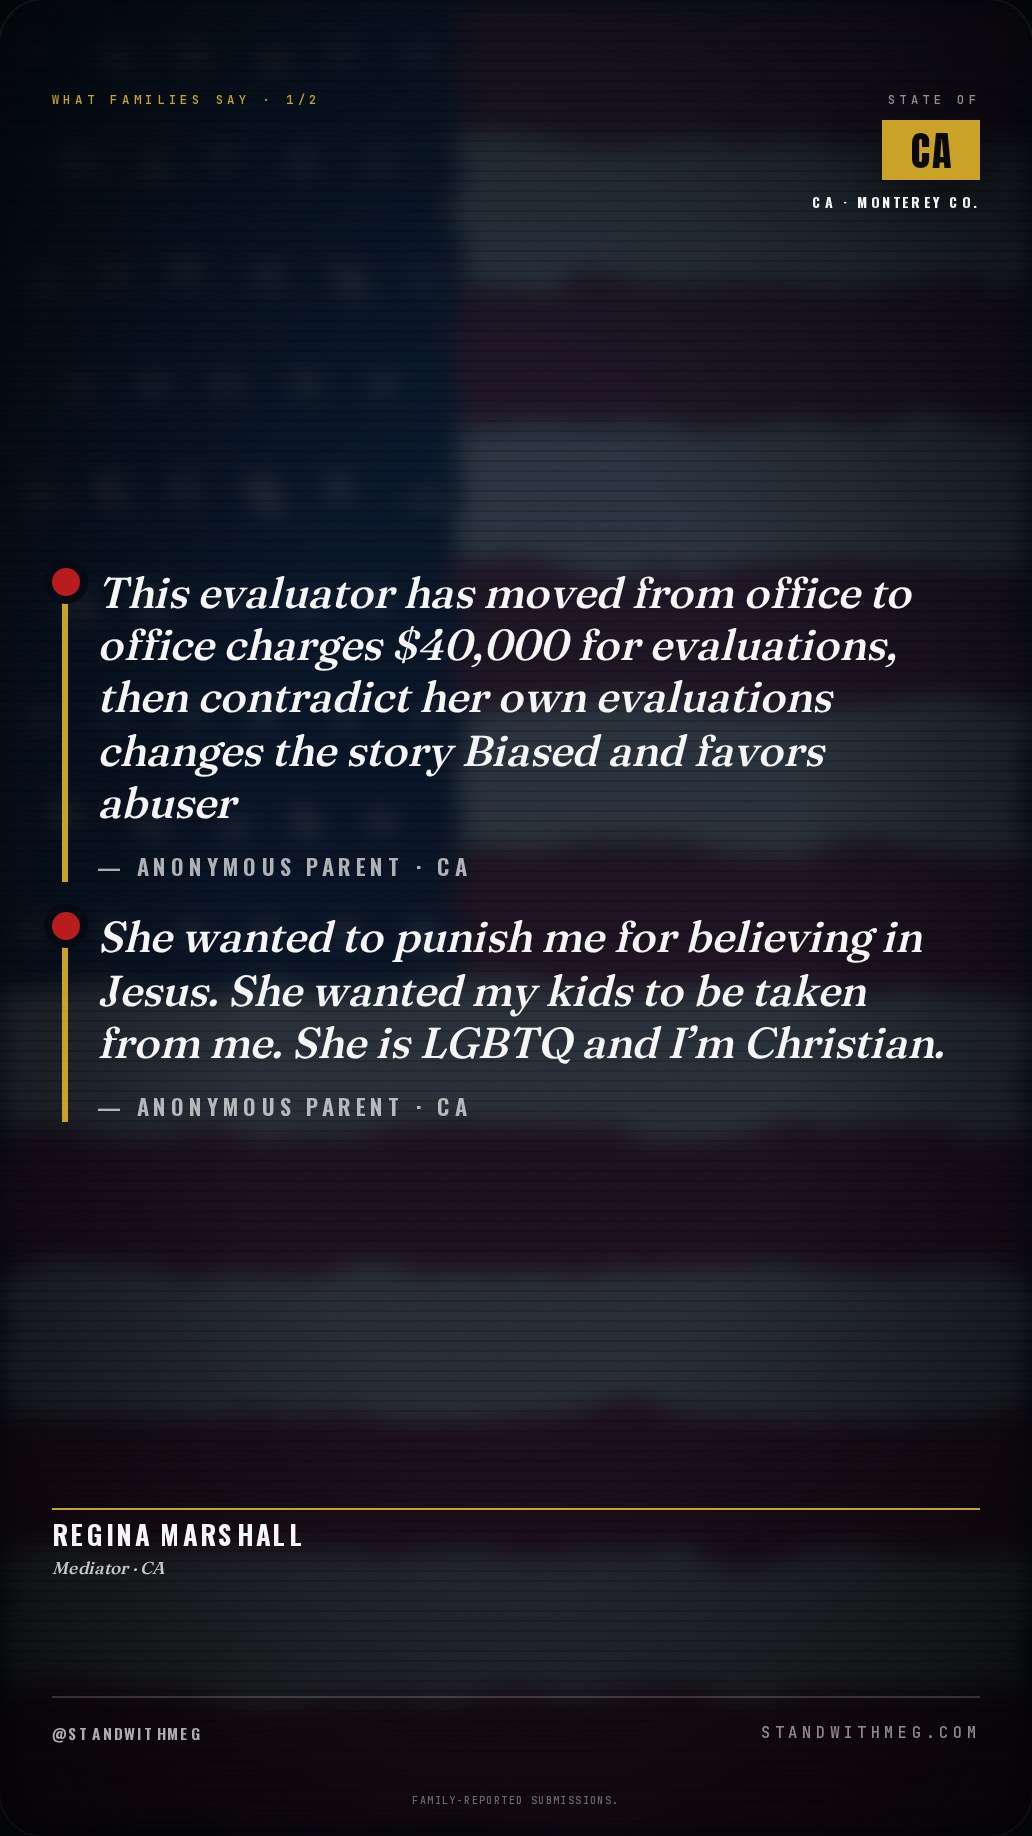 WHAT FAMILIES SAY · 1/2
STATE OF
CA
CA · MONTEREY CO.
This evaluator has moved from office to
office charges $40,000 for evaluations,
then contradict her own evaluations
changes the story Biased and favors
abuser
— ANONYMOUS PARENT · CA
She wanted to punish me for believing in
Jesus. She wanted my kids to be taken
from me. She is LGBTQ and I’m Christian.
— ANONYMOUS PARENT · CA
REGINA MARSHALL
Mediator · CA
@STANDWITHMEG
STANDWITHMEG.COM
FAMILY-REPORTED SUBMISSIONS.